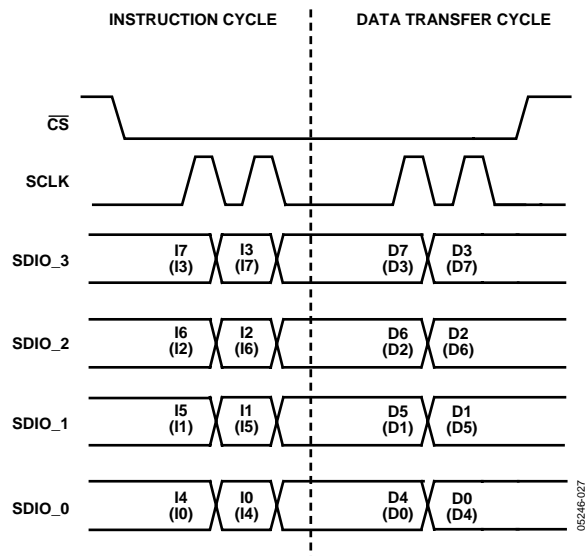 INSTRUCTION CYCLE DATA TRANSFER CYCLE
CS
SCLK
SDIO_3 I7 I3 D7 D3
(I3) (I7) (D3) (D7)
SDIO_2 I6 I2 D6 D2
(I2) (I6) (D2) (D6)
SDIO_1 I5 I1 D5 D1
(I1) (I5) (D1) (D5)
SDIO_0 I4 I0 D4 D0
(I0) (I4) (D0) (D4)
05246-027